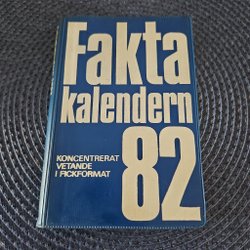 Fakta
kalendern
KONCENTRERAT
VETANDE
I FICKFORMAT
82